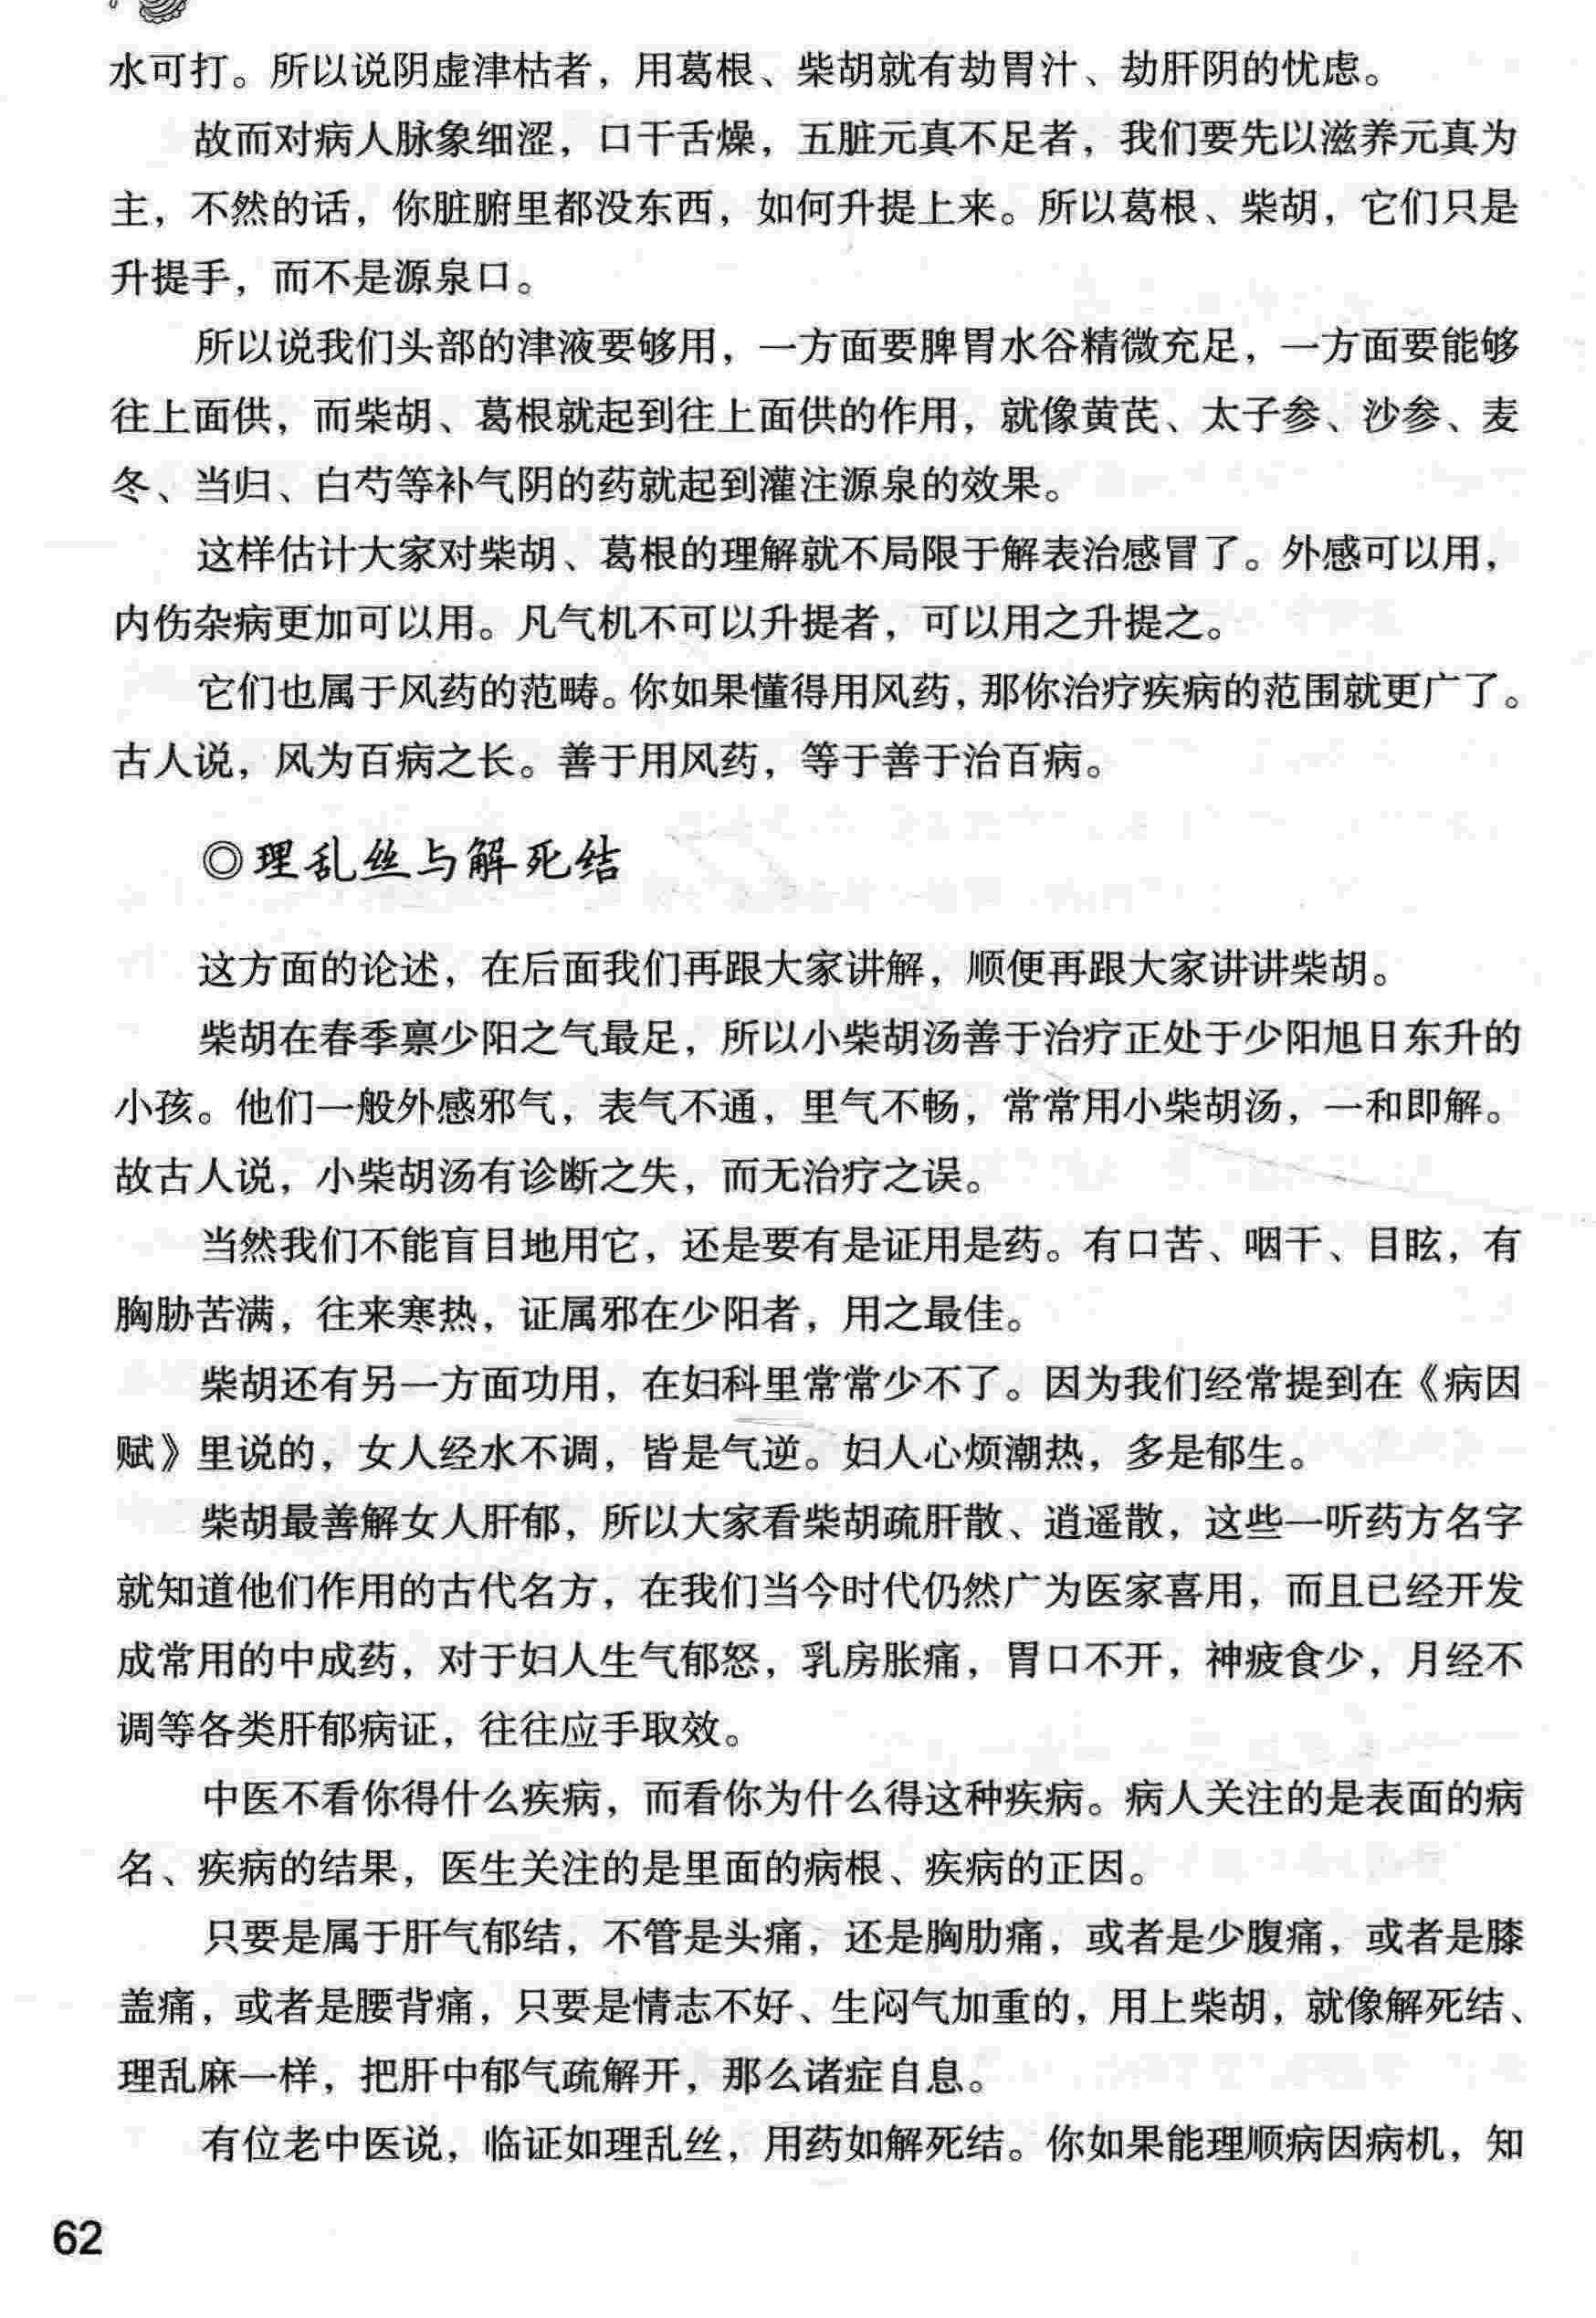 水可打。所以说阴虚津枯者，用葛根、柴胡就有劫胃汁、劫肝阴的忧虑。
故而对病人脉象细涩，口干舌燥，五脏元真不足者，我们要先以滋养元真为
主，不然的话，你脏腑里都没东西，如何升提上来。所以葛根、柴胡，它们只是
升提手，而不是源泉口。
所以说我们头部的津液要够用，一方面要脾胃水谷精微充足，一方面要能够
往上面供，而柴胡、葛根就起到往上面供的作用，就像黄芪、太子参、沙参、麦
冬、当归、白芍等补气阴的药就起到灌注源泉的效果。
这样估计大家对柴胡、葛根的理解就不局限于解表治感冒了。外感可以用，
内伤杂病更加可以用。凡气机不可以升提者，可以用之升提之。
它们也属于风药的范畴。你如果懂得用风药，那你治疗疾病的范围就更广了。
古人说，风为百病之长。善于用风药，等于善于治百病。
◎理乱丝与解死结
这方面的论述，在后面我们再跟大家讲解，顺便再跟大家讲讲柴胡。
柴胡在春季禀少阳之气最足，所以小柴胡汤善于治疗正处于少阳旭日东升的
小孩。他们一般外感邪气，表气不通，里气不畅，常常用小柴胡汤，一和即解。
故古人说，小柴胡汤有诊断之失，而无治疗之误。
当然我们不能盲目地用它，还是要有是证用是药。有口苦、咽干、目眩，有
胸胁苦满，往来寒热，证属邪在少阳者，用之最佳。
柴胡还有另一方面功用，在妇科里常常少不了。因为我们经常提到在《病因
赋》里说的，女人经水不调，皆是气逆。妇人心烦潮热，多是郁生。
柴胡最善解女人肝郁，所以大家看柴胡疏肝散、逍遥散，这些一听药方名字
就知道他们作用的古代名方，在我们当今时代仍然广为医家喜用，而且已经开发
成常用的中成药，对于妇人生气郁怒，乳房胀痛，胃口不开，神疲食少，月经不
调等各类肝郁病证，往往应手取效。
中医不看你得什么疾病，而看你为什么得这种疾病。病人关注的是表面的病
名、疾病的结果，医生关注的是里面的病根、疾病的正因。
只要是属于肝气郁结，不管是头痛，还是胸肋痛，或者是少腹痛，或者是膝
盖痛，或者是腰背痛，只要是情志不好、生闷气加重的，用上柴胡，就像解死结、
理乱麻一样，把肝中郁气疏解开，那么诸症自息。
有位老中医说，临证如理乱丝，用药如解死结。你如果能理顺病因病机，知
62